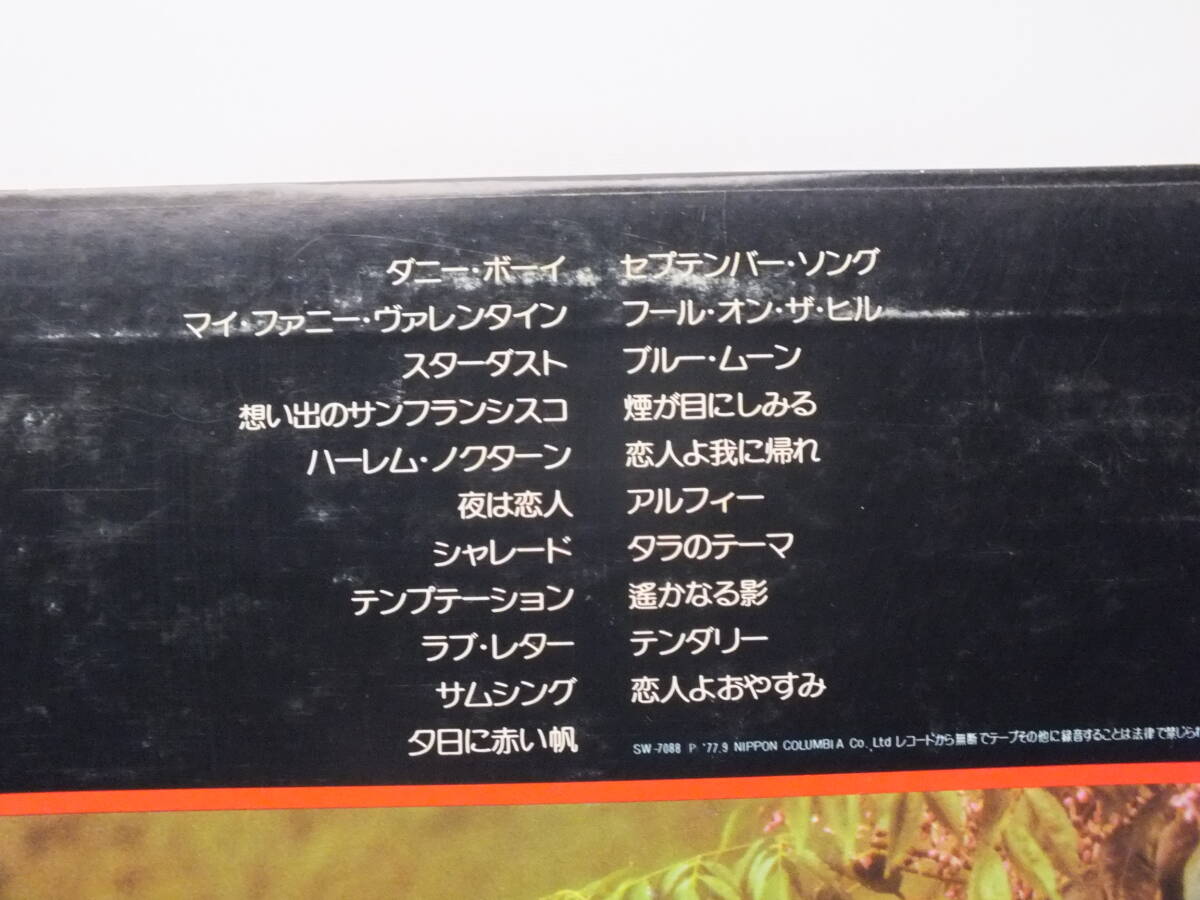 ダニー・ボーイ
マイ・ファニー・ヴァレンタイン
スターダスト
想い出のサンフランシスコ
ハーレム・ノクターン
夜は恋人
シャレード
テンプテーション
ラブ・レター
サムシング
夕日に赤い帆
セプテンバー・ソング
フール・オン・ザ・ヒル
ブルー・ムーン
煙が目にしみる
恋人よ我に帰れ
アルフィー
タラのテーマ
遙かなる影
テンダリー
恋人よおやすみ
SW-7088 P '77.9 NIPPON COLUMBIA Co., Ltd レコードから無断でテープその他に録音することは法律で禁じられ